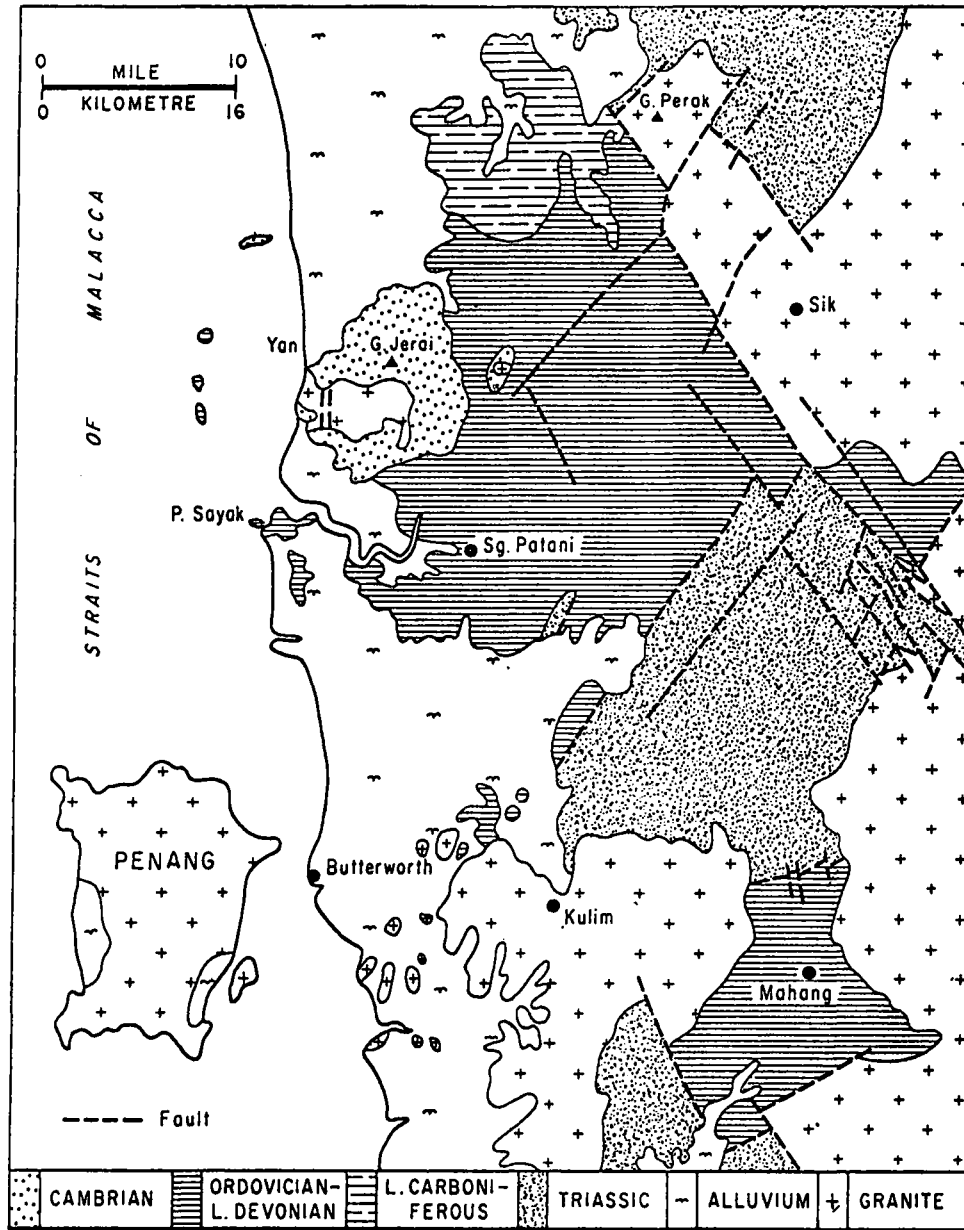 0 10
MILE
KILOMETRE
0 16
G. Perak
STRAITS OF MALACCA
Sik
Yan
G. Jerai
P. Sayak
Sg. Patani
PENANG
Butterworth
Kulim
Mahang
Fault
CAMBRIAN
ORDOVICIAN-
L. DEVONIAN
L. CARBONI-
FEROUS
TRIASSIC
ALLUVIUM
GRANITE